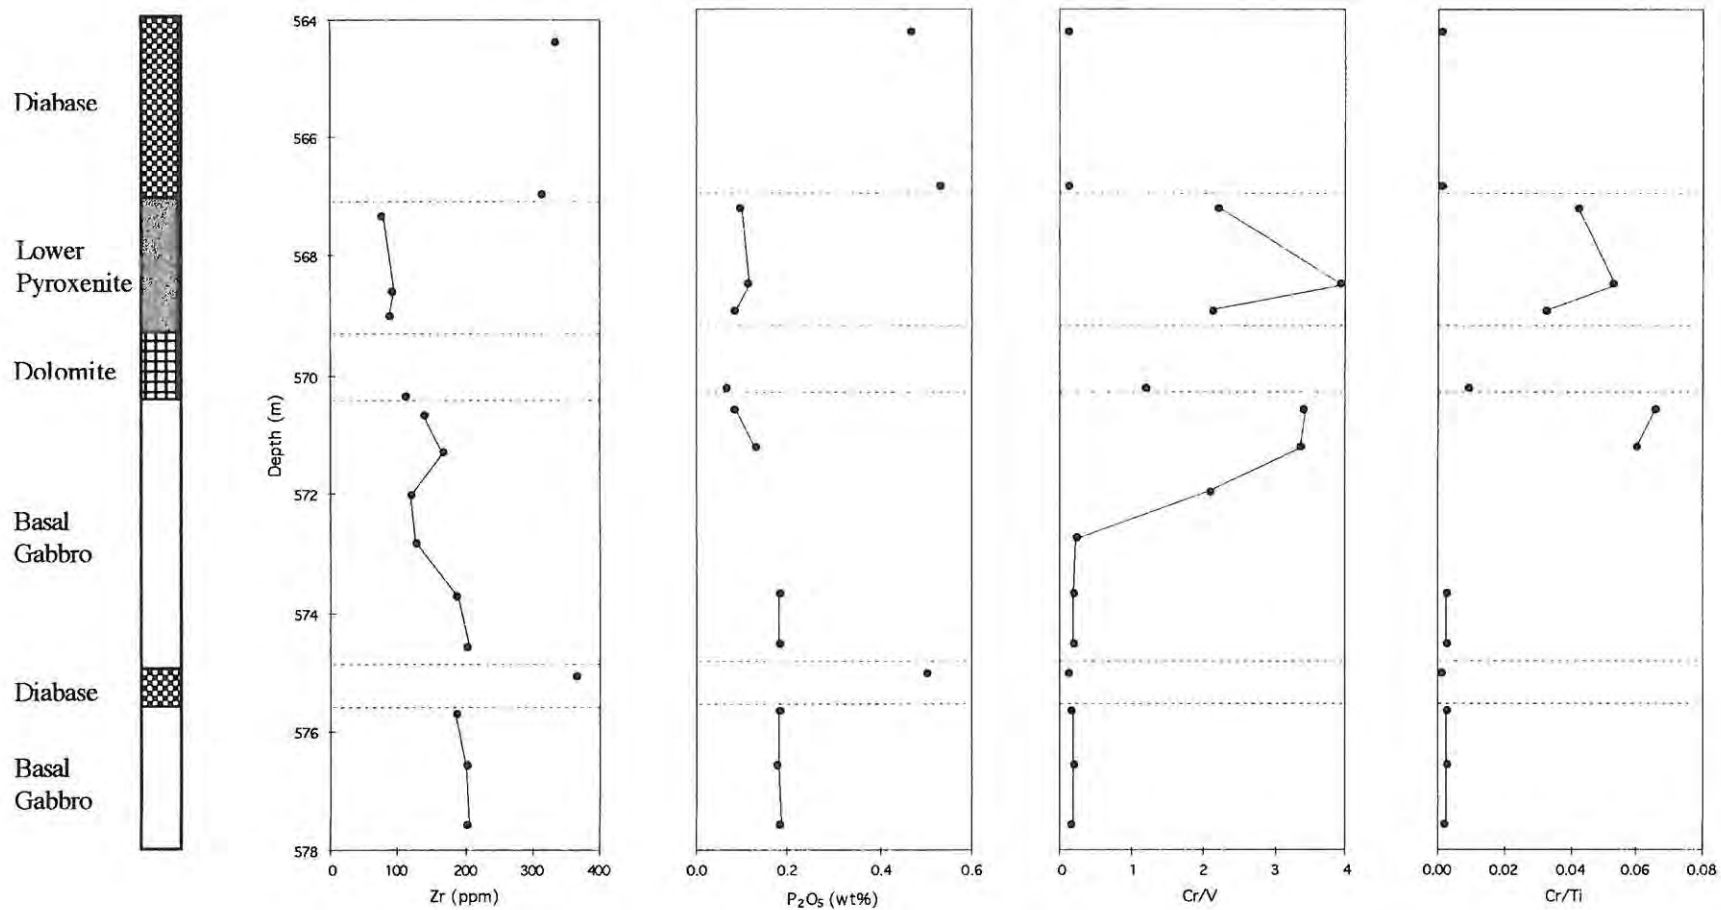 Diabase
Lower
Pyroxenite
Dolomite
Basal
Gabbro
Diabase
Basal
Gabbro
Depth (m)
564
566
568
570
572
574
576
578
0 100 200 300 400
Zr (ppm)
0.0 0.2 0.4 0.6
P₂O₅ (wt%)
0 1 2 3 4
Cr/V
0.00 0.02 0.04 0.06 0.08
Cr/Ti